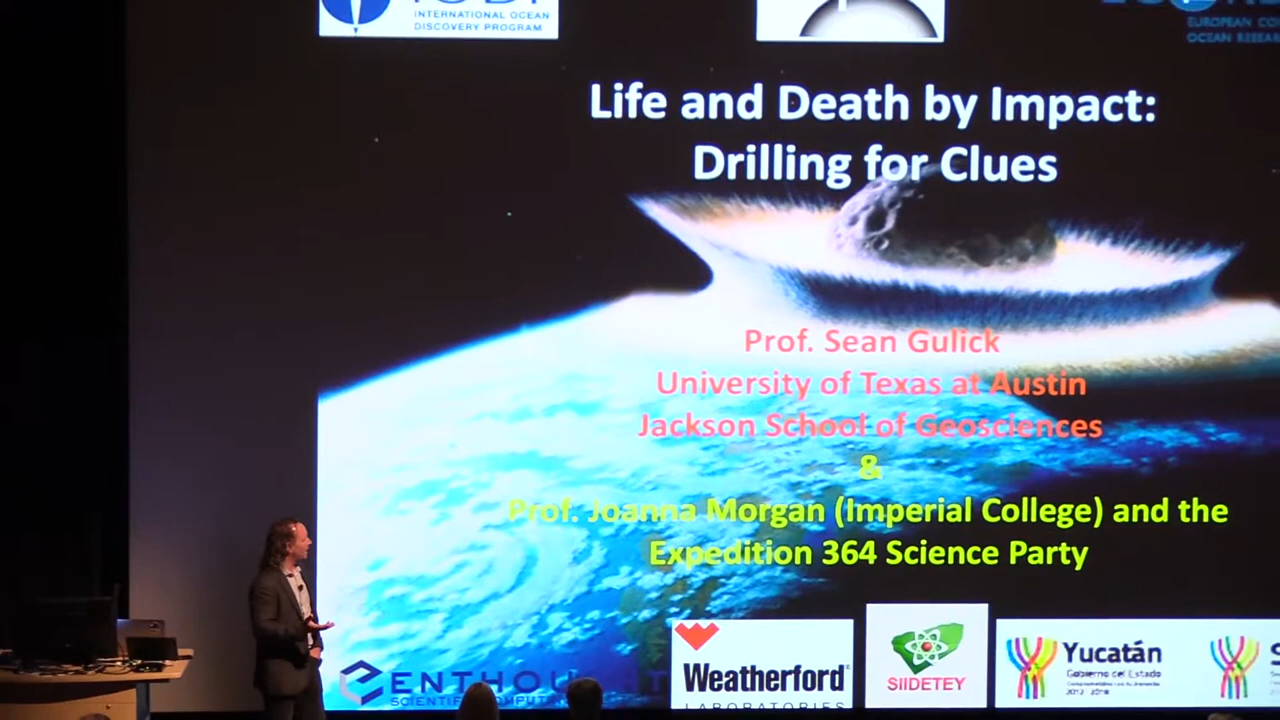 INTERNATIONAL OCEAN
DISCOVERY PROGRAM
EUROPEAN
OCEAN
Life and Death by Impact:
Drilling for Clues
Prof. Sean Gulick
University of Texas at Austin
Jackson School of Geosciences
&
Prof. Joanna Morgan (Imperial College) and the
Expedition 364 Science Party
ENTHOU
Weatherford
LABORATORIES
SIIDETEY
Yucatán
Gobierno del Estado